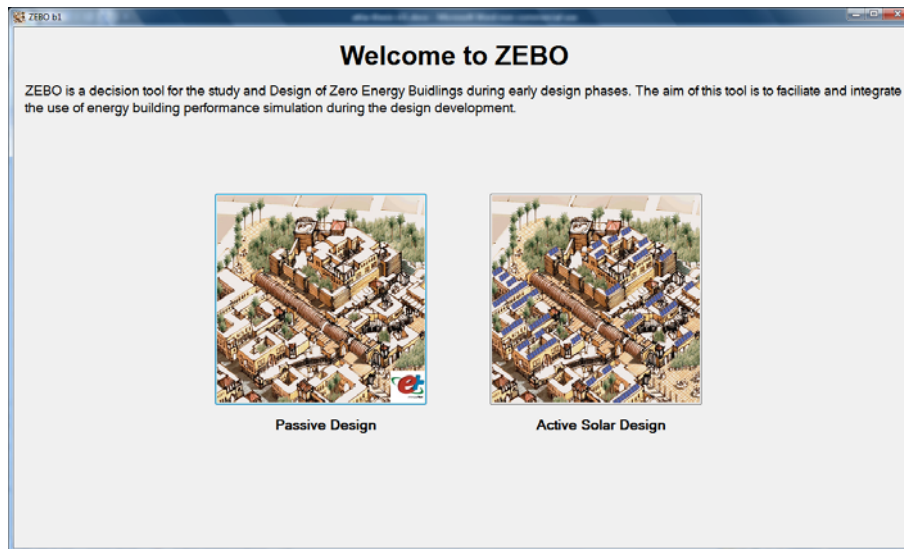 ZEBO b1
Welcome to ZEBO
ZEBO is a decision tool for the study and Design of Zero Energy Buidlings during early design phases. The aim of this tool is to faciliate and integrate
the use of energy building performance simulation during the design development.
Passive Design
Active Solar Design